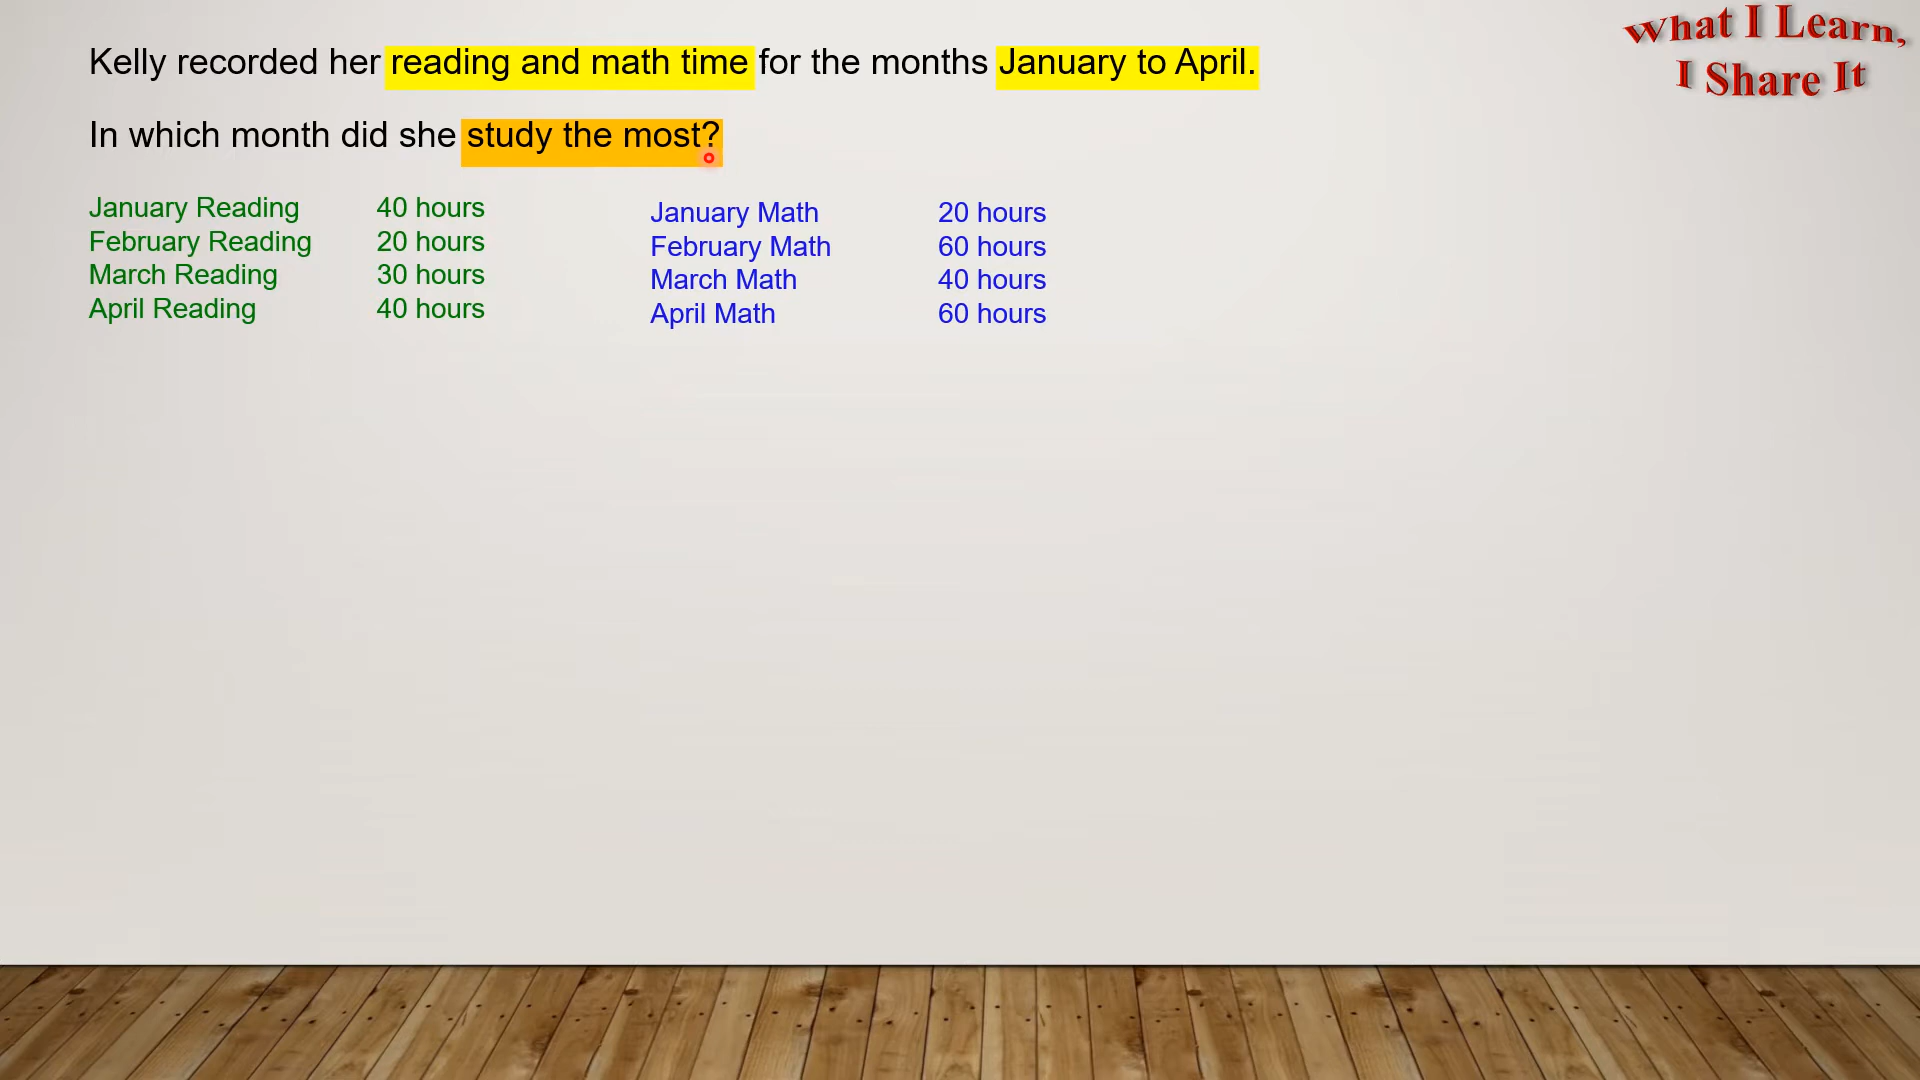 Kelly recorded her reading and math time for the months January to April.
In which month did she study the most?
January Reading 40 hours
February Reading 20 hours
March Reading 30 hours
April Reading 40 hours
January Math 20 hours
February Math 60 hours
March Math 40 hours
April Math 60 hours
What I Learn,
I Share It